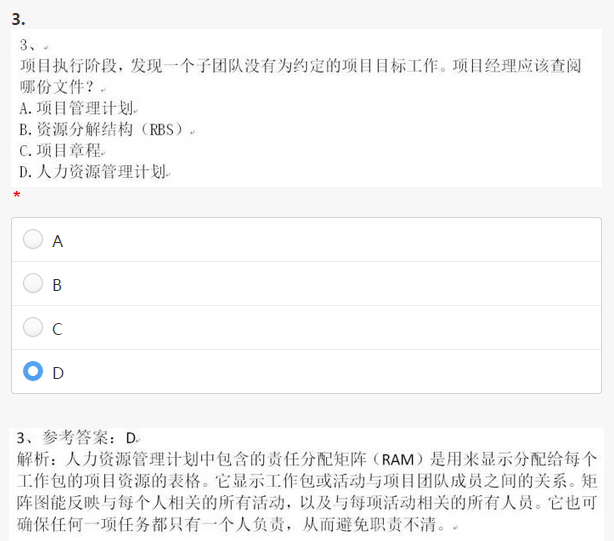 3.
3、
项目执行阶段，发现一个子团队没有为约定的项目目标工作。项目经理应该查阅
哪份文件？
A.项目管理计划
B.资源分解结构（RBS）
C.项目章程
D.人力资源管理计划
*
A
B
C
D
3、参考答案：D
解析：人力资源管理计划中包含的责任分配矩阵（RAM）是用来显示分配给每个
工作包的项目资源的表格。它显示工作包或活动与项目团队成员之间的关系。矩
阵图能反映与每个人相关的所有活动，以及与每项活动相关的所有人员。它也可
确保任何一项任务都只有一个人负责，从而避免职责不清。